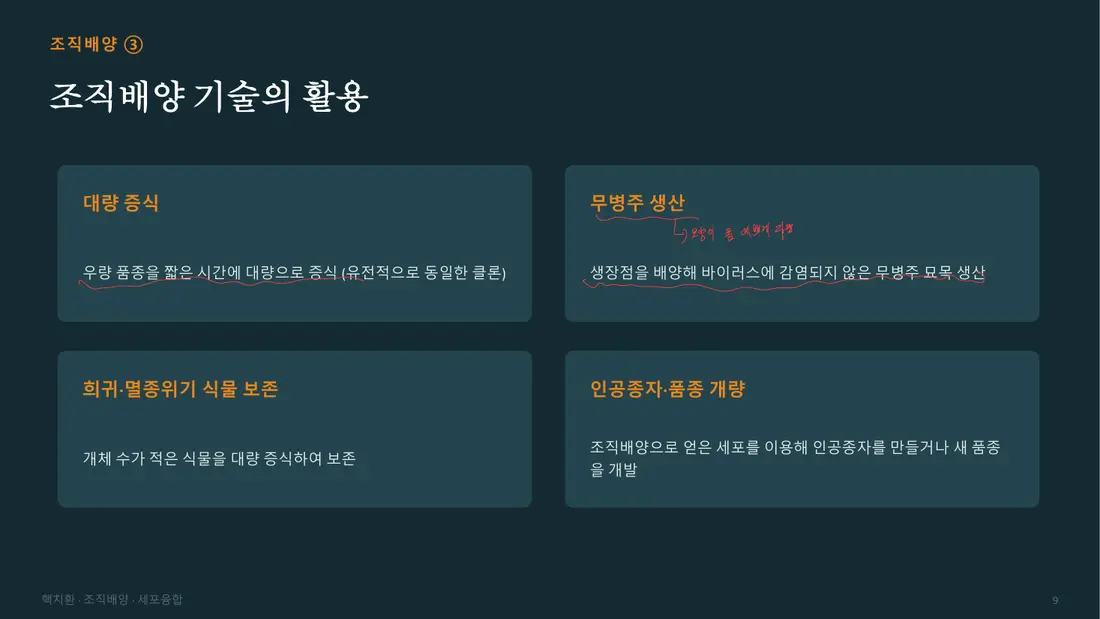 조직배양 ③
조직배양 기술의 활용
대량 증식
우량 품종을 짧은 시간에 대량으로 증식 (유전적으로 동일한 클론)
무병주 생산
생장점을 배양해 바이러스에 감염되지 않은 무병주 묘목 생산
희귀·멸종위기 식물 보존
개체 수가 적은 식물을 대량 증식하여 보존
인공종자·품종 개량
조직배양으로 얻은 세포를 이용해 인공종자를 만들거나 새 품종
을 개발
핵치환 · 조직배양 · 세포융합
9